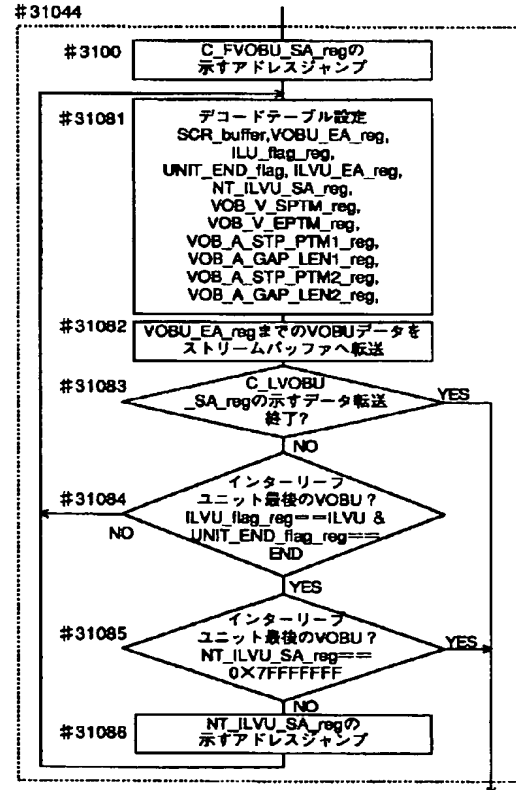 #31044
#3100
C_FVOBU_SA_regの
示すアドレスジャンプ
#31081
デコードテーブル設定
SCR_buffer,VOBU_EA_reg,
ILU_flag_reg,
UNIT_END_flag, ILVU_EA_reg,
NT_ILVU_SA_reg,
VOB_V_SPTM_reg,
VOB_V_EPTM_reg,
VOB_A_STP_PTM1_reg,
VOB_A_GAP_LEN1_reg,
VOB_A_STP_PTM2_reg,
VOB_A_GAP_LEN2_reg,
#31082
VOBU_EA_regまでのVOBUデータを
ストリームバッファへ転送
#31083
C_LVOBU
_SA_regの示すデータ転送
終了?
YES
NO
#31084
インターリーブ
ユニット最後のVOBU?
ILVU_flag_reg==ILVU &
UNIT_END_flag_reg==
END
NO
YES
#31085
インターリーブ
ユニット最後のVOBU?
NT_ILVU_SA_reg==
0×7FFFFFFF
YES
NO
#31086
NT_ILVU_SA_regの
示すアドレスジャンプ